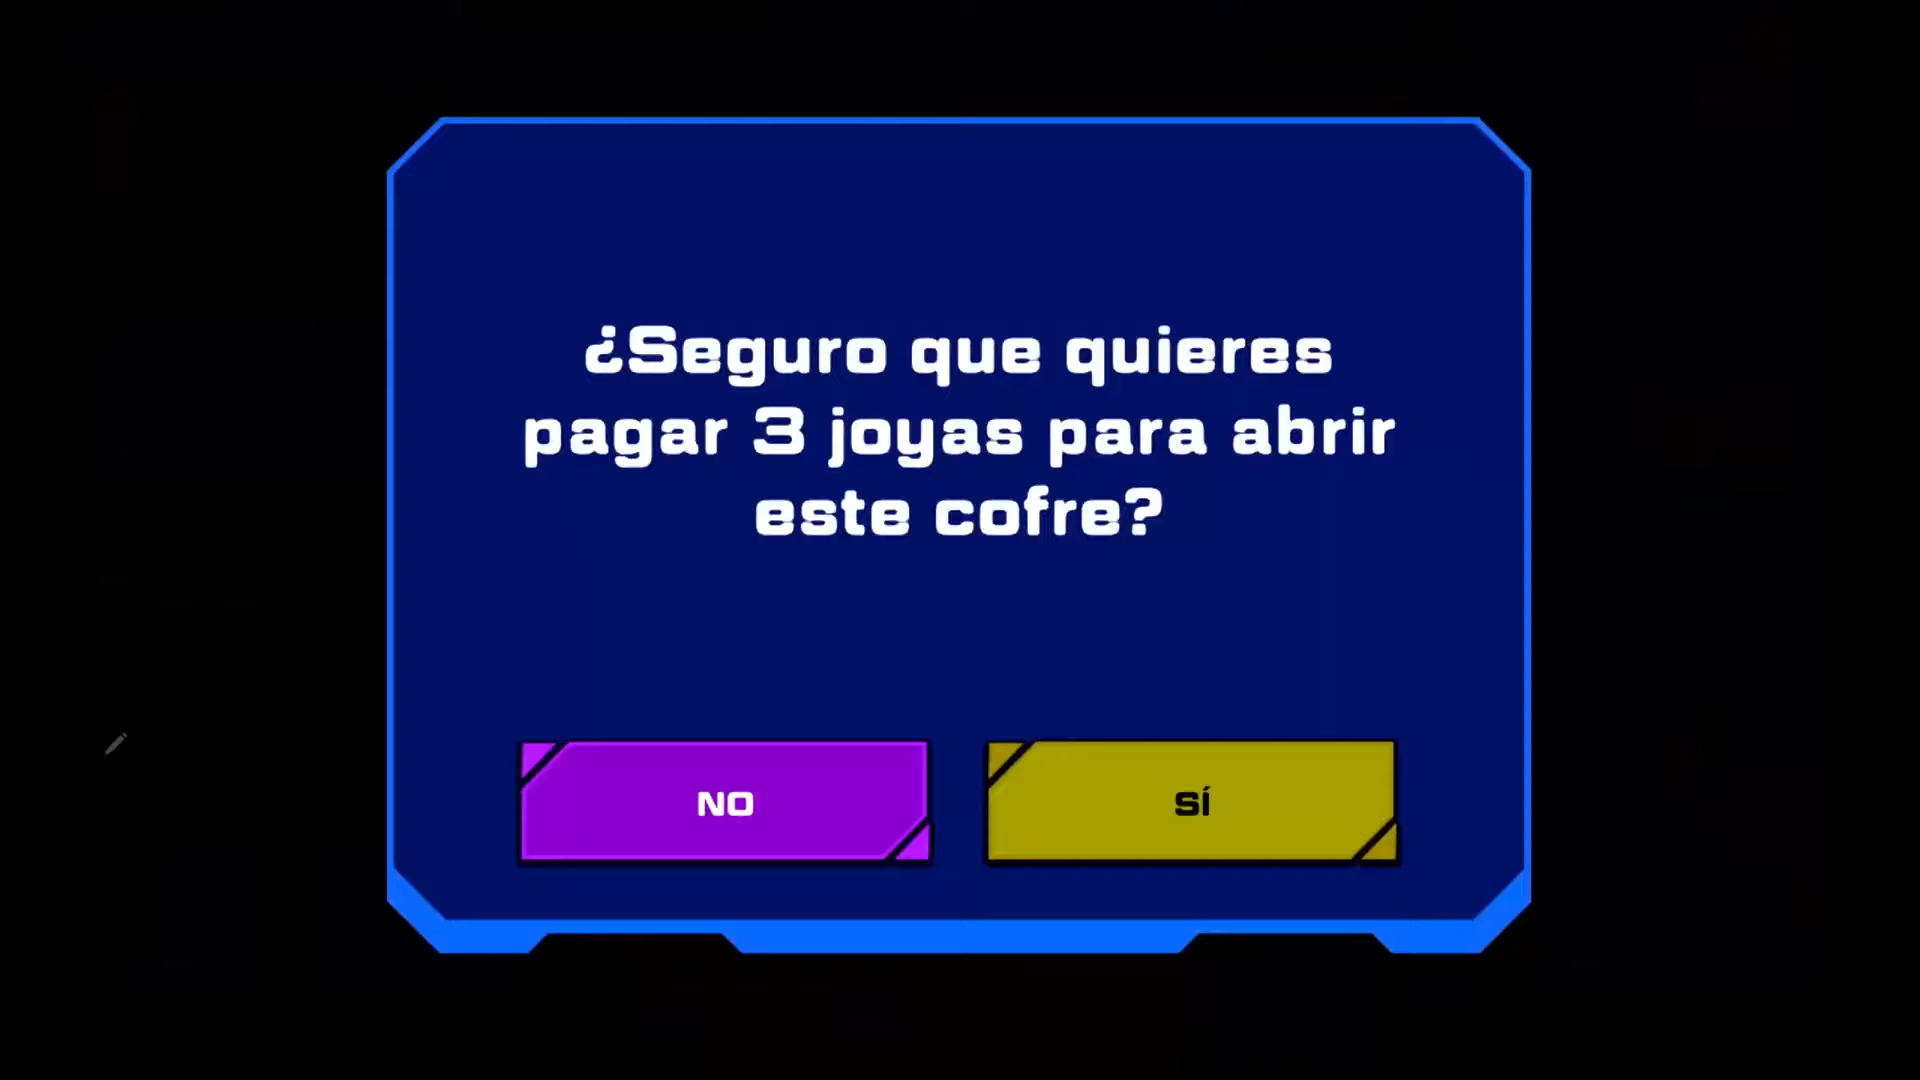 ¿Seguro que quieres
pagar 3 joyas para abrir
este cofre?
NO
SÍ